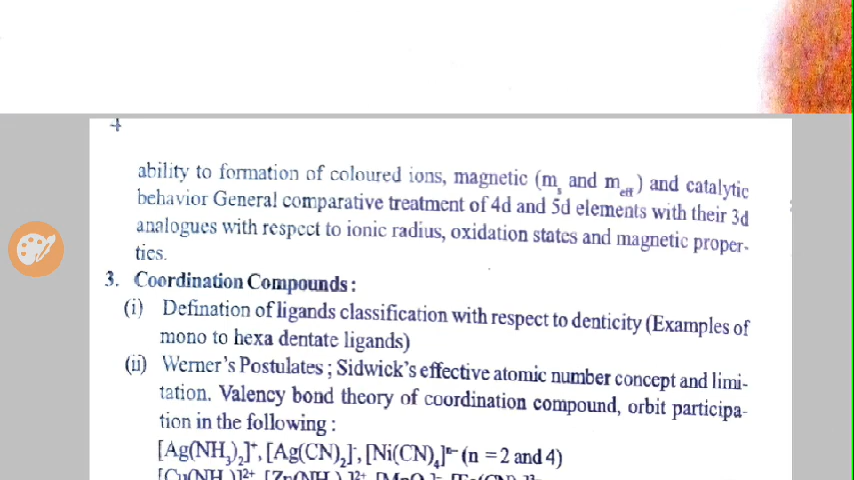 4
ability to formation of coloured ions, magnetic (m_s and m_eff) and catalytic
behavior General comparative treatment of 4d and 5d elements with their 3d
analogues with respect to ionic radius, oxidation states and magnetic proper-
ties.
3. Coordination Compounds :
(i) Defination of ligands classification with respect to denticity (Examples of
mono to hexa dentate ligands)
(ii) Werner's Postulates ; Sidwick's effective atomic number concept and limi-
tation. Valency bond theory of coordination compound, orbit participa-
tion in the following :
[Ag(NH₃)₂]⁺, [Ag(CN)₂]⁻, [Ni(CN)₄]ⁿ⁻ (n = 2 and 4)